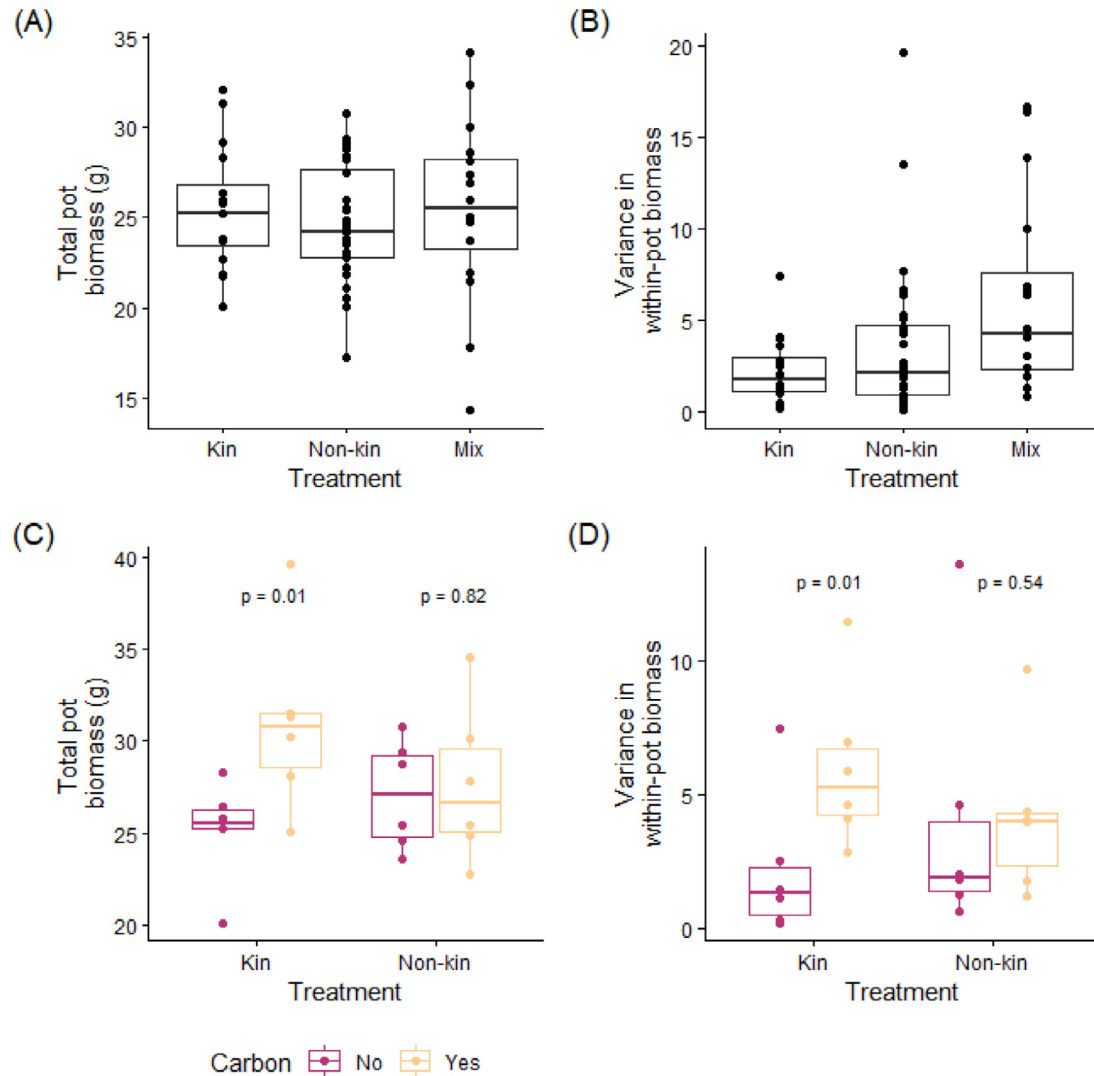 (A)
35
30
25
20
15
Total pot
biomass (g)
Kin Non-kin Mix
Treatment
(B)
20
15
10
5
0
Variance in
within-pot biomass
Kin Non-kin Mix
Treatment
(C)
40
35
30
25
20
Total pot
biomass (g)
p = 0.01 p = 0.82
Kin Non-kin
Treatment
(D)
10
5
0
Variance in
within-pot biomass
p = 0.01 p = 0.54
Kin Non-kin
Treatment
Carbon No Yes